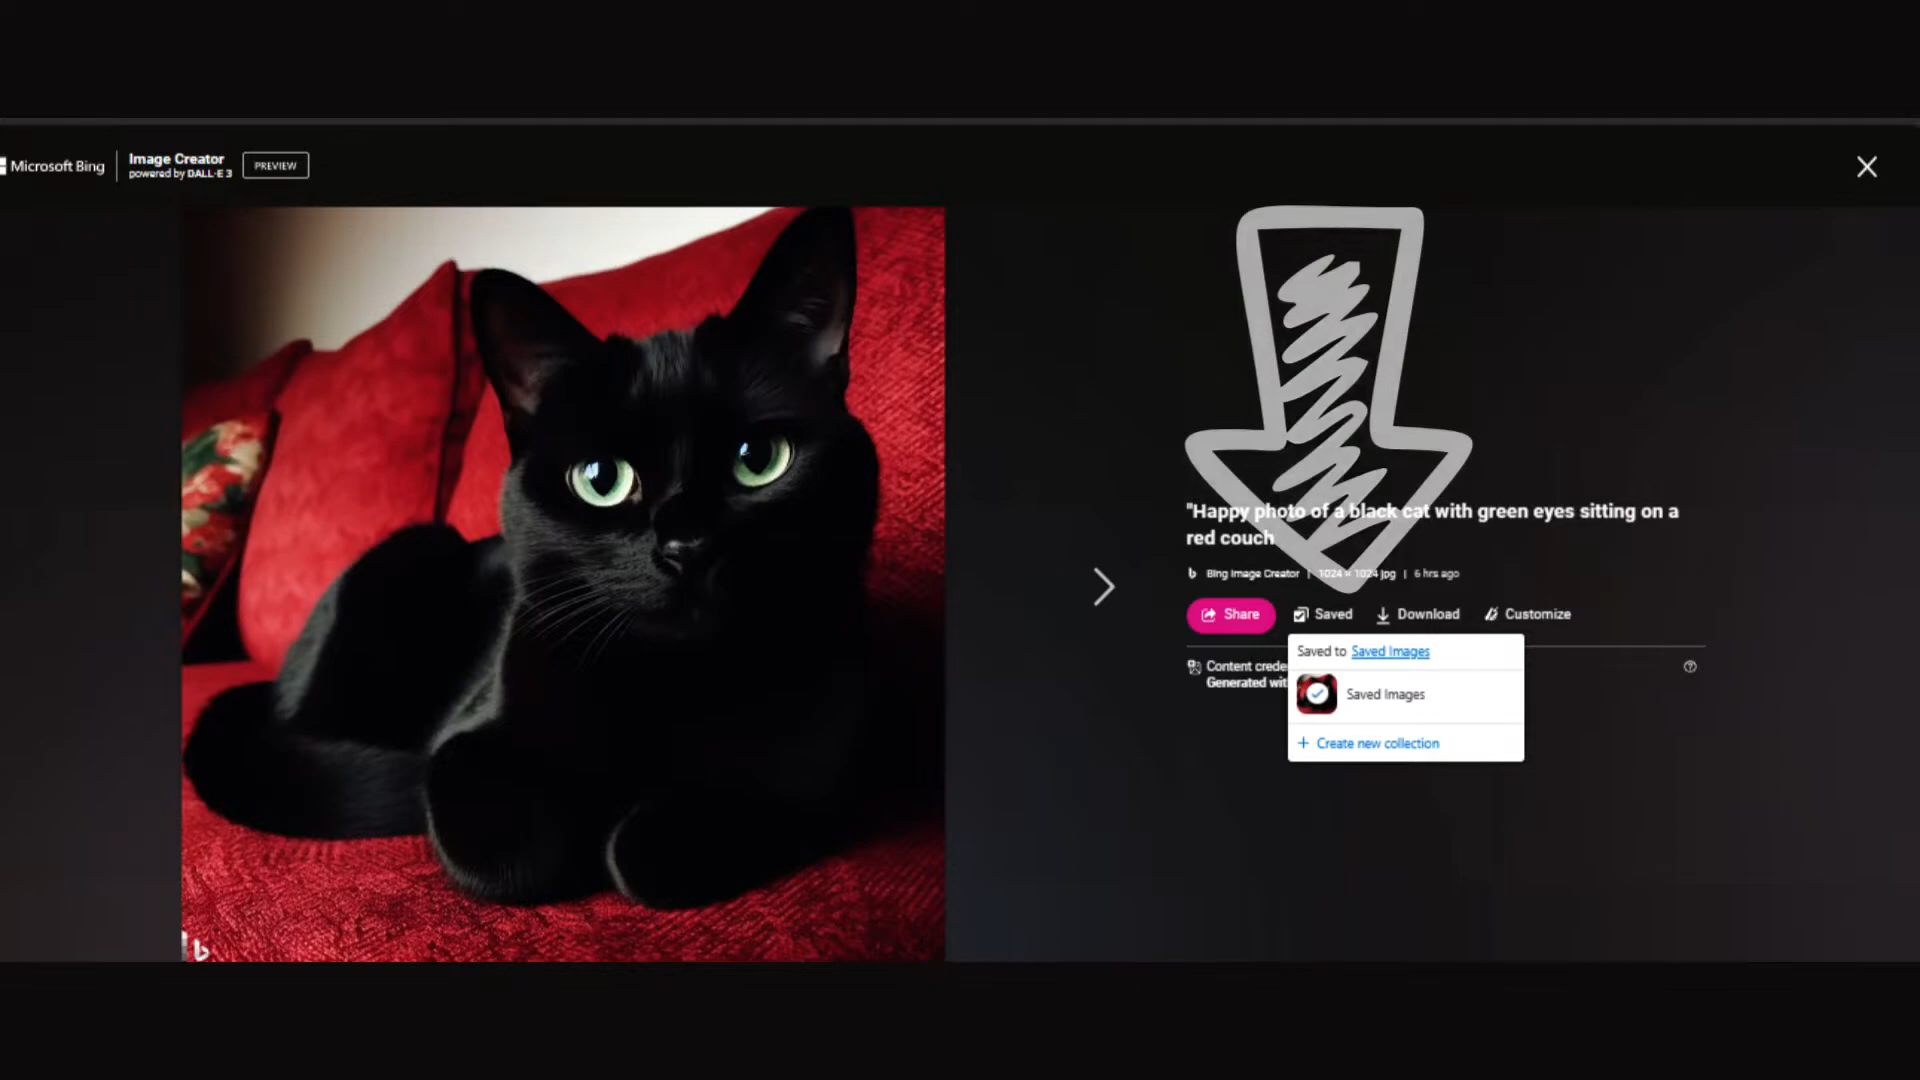 Microsoft Bing
Image Creator
powered by DALL·E 3
PREVIEW
"Happy photo of a black cat with green eyes sitting on a
red couch
Bing Image Creator | 1024 × 1024 jpg | 6 hrs ago
Share
Saved
Download
Customize
Saved to Saved Images
Content crede
Generated wit
Saved Images
+ Create new collection